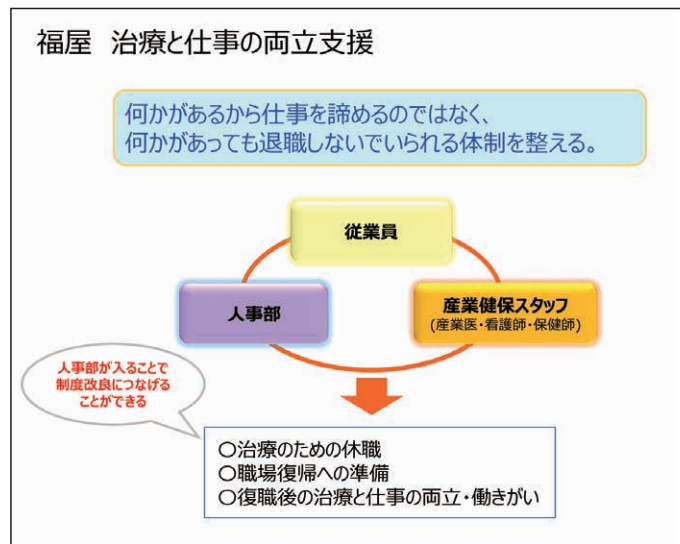 福屋 治療と仕事の両立支援
何かがあるから仕事を諦めるのではなく、
何かがあっても退職しないでいられる体制を整える。
従業員
人事部
産業健保スタッフ
(産業医・看護師・保健師)
人事部が入ることで
制度改良につなげる
ことができる
○治療のための休職
○職場復帰への準備
○復職後の治療と仕事の両立・働きがい